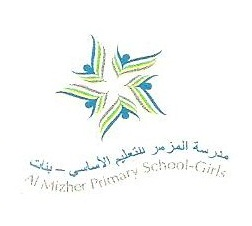 مدرسة المزهر للتعليم الأساسي - بنات
Al Mizher Primary School-Girls